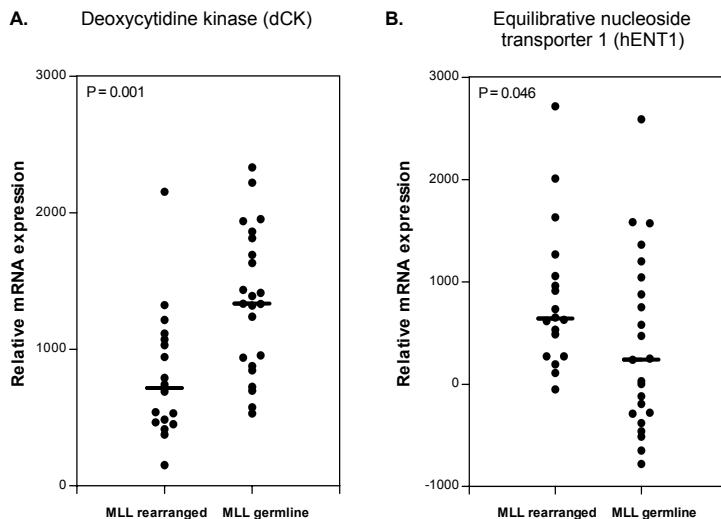 A.
Deoxycytidine kinase (dCK)
P = 0.001
Relative mRNA expression
3000
2000
1000
0
MLL rearranged
MLL germline
B.
Equilibrative nucleoside
transporter 1 (hENT1)
P = 0.046
Relative mRNA expression
3000
2000
1000
0
-1000
MLL rearranged
MLL germline